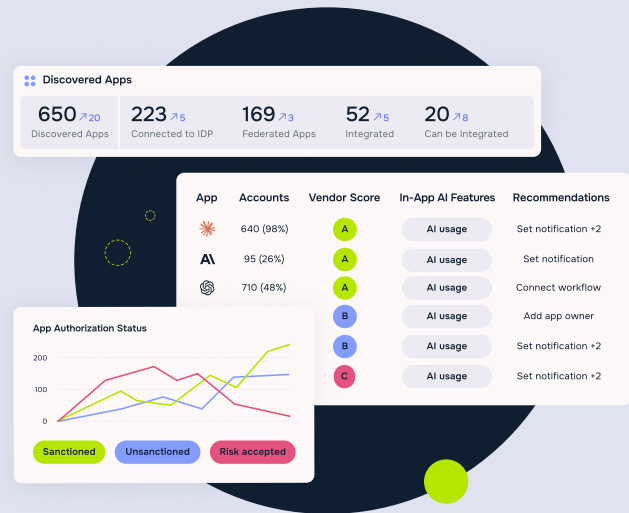 Discovered Apps
650 ↗20 223 ↗5 169 ↗3 52 ↗5 20 ↗8
Discovered Apps Connected to IDP Federated Apps Integrated Can be Integrated
App Accounts Vendor Score In-App AI Features Recommendations
640 (98%) A AI usage Set notification +2
A\ 95 (26%) A AI usage Set notification
710 (48%) A AI usage Connect workflow
B AI usage Add app owner
B AI usage Set notification +2
C AI usage Set notification +2
App Authorization Status
200
100
0
Sanctioned Unsanctioned Risk accepted